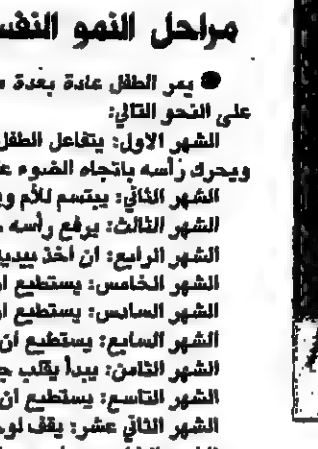 مراحل النمو النفس
● يمر الطفل عادة بعدة
على النحو التالي:
الشهر الاول: يتفاعل الطفل
ويحرك رأسه باتجاه الضوء
الشهر الثاني: يبتسم للأم
الشهر الثالث: يرفع رأسه
الشهر الرابع: ان اخذ بيديه
الشهر الخامس: يستطيع
الشهر السادس: يستطيع
الشهر السابع: يستطيع ان
الشهر الثامن: يبدأ يقلب
الشهر التاسع: يستطيع ان
الشهر الثاني عشر: يقف